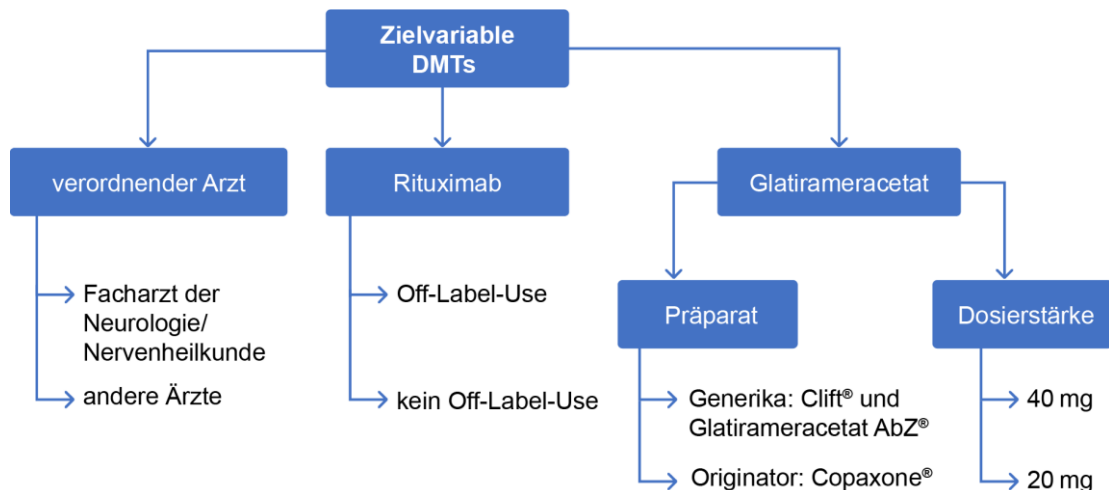 Zielvariable
DMTs
verordnender Arzt
Rituximab
Glatirameracetat
Facharzt der
Neurologie/
Nervenheilkunde
andere Ärzte
Off-Label-Use
kein Off-Label-Use
Präparat
Dosierstärke
Generika: Clift® und
Glatirameracetat AbZ®
Originator: Copaxone®
40 mg
20 mg